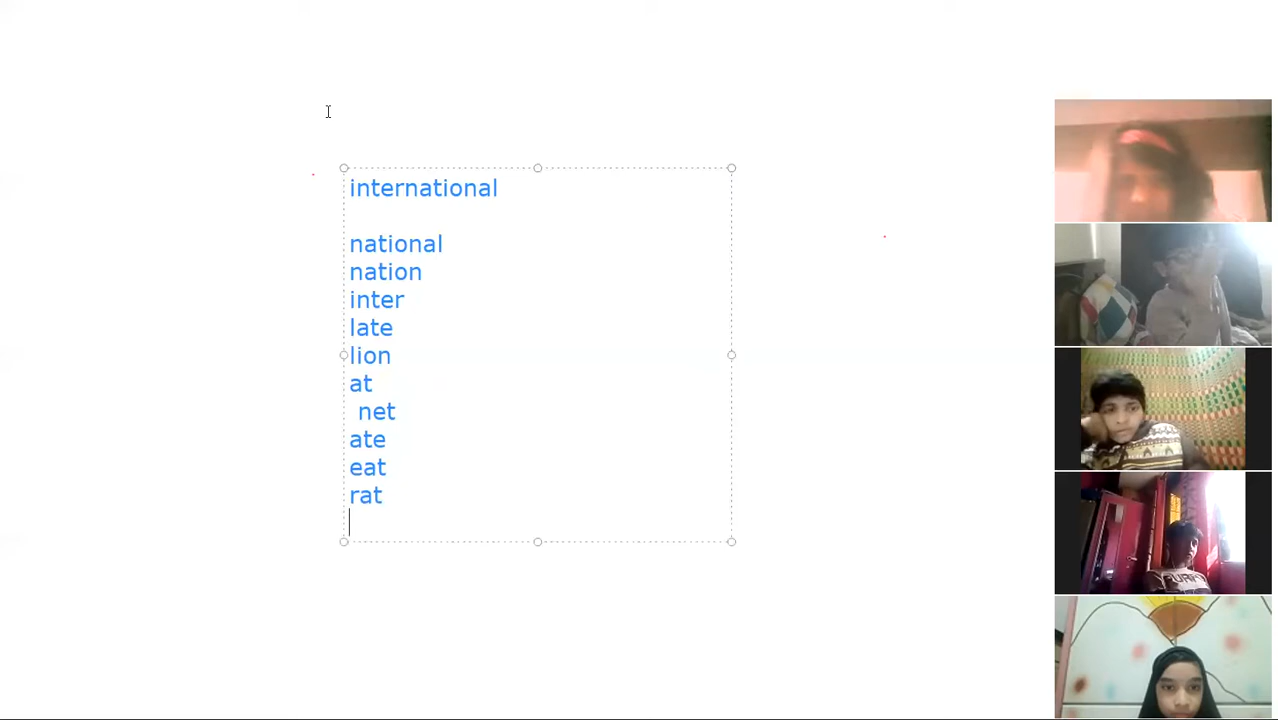 international
national
nation
inter
late
lion
at
net
ate
eat
rat